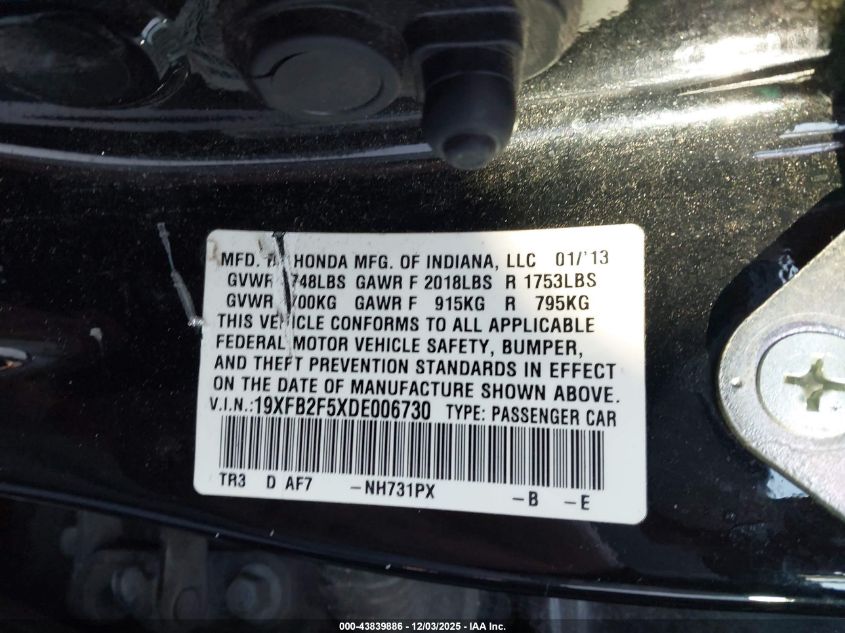 MFD. HONDA MFG. OF INDIANA, LLC 01/'13
GVWR 748LBS GAWR F 2018LBS R 1753LBS
GVWR 700KG GAWR F 915KG R 795KG
THIS VEHICLE CONFORMS TO ALL APPLICABLE
FEDERAL MOTOR VEHICLE SAFETY, BUMPER,
AND THEFT PREVENTION STANDARDS IN EFFECT
ON THE DATE OF MANUFACTURE SHOWN ABOVE.
V.I.N.:19XFB2F5XDE006730 TYPE: PASSENGER CAR
TR3 D AF7 -NH731PX -B -E
000-43839886 - 12/03/2025 - IAA Inc.